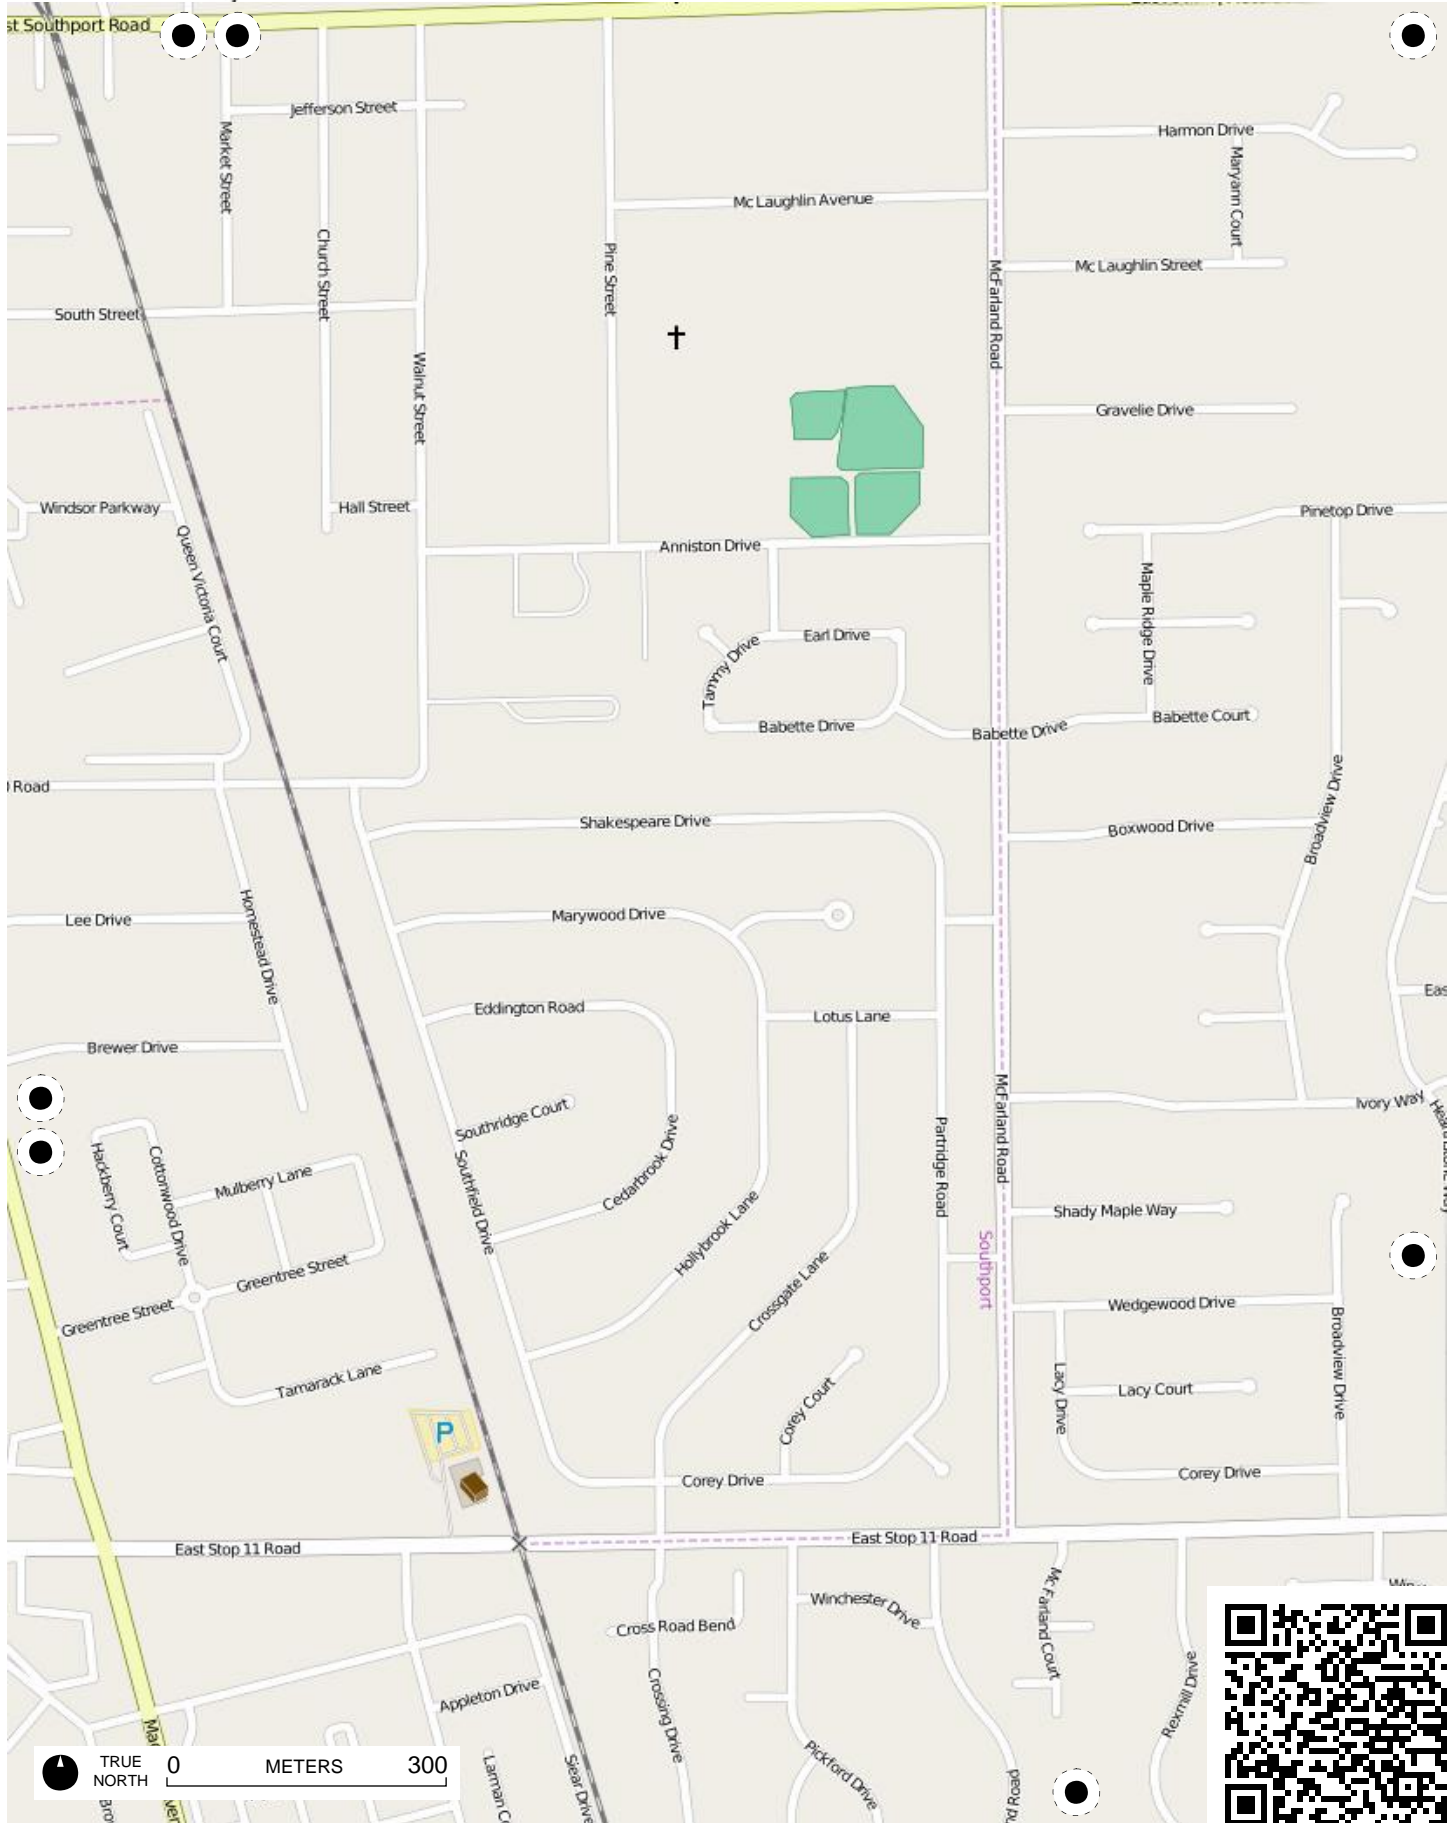 st Southport Road
Jefferson Street
Market Street
Church Street
Harmon Drive
Maryann Court
Mc Laughlin Avenue
Pine Street
McFarland Road
Mc Laughlin Street
South Street
Walnut Street
Gravelie Drive
Windsor Parkway
Hall Street
Queen Victoria Court
Anniston Drive
Pinetop Drive
Maple Ridge Drive
Earl Drive
Tammy Drive
Babette Drive
Babette Drive
Babette Court
Road
Shakespeare Drive
Boxwood Drive
Broadview Drive
Lee Drive
Homestead Drive
Marywood Drive
Eddington Road
Lotus Lane
Eas
Brewer Drive
Southridge Court
Cedarbrook Drive
Partridge Road
McFarland Road
Ivory Way
Hackberry Court
Cottonwood Drive
Mulberry Lane
Southfield Drive
Hollybrook Lane
Crossgate Lane
Southport
Shady Maple Way
Greentree Street
Greentree Street
Wedgewood Drive
Broadview Drive
Tamarack Lane
Corey Court
Lacy Drive
Lacy Court
P
Corey Drive
Corey Drive
East Stop 11 Road
East Stop 11 Road
Winchester Drive
Mc Farland Court
Cross Road Bend
Crossing Drive
Appleton Drive
Rexmill Drive
Pickford Drive
Siear Drive
Larman C
d Road
Bro
ver
TRUE NORTH
0 METERS 300